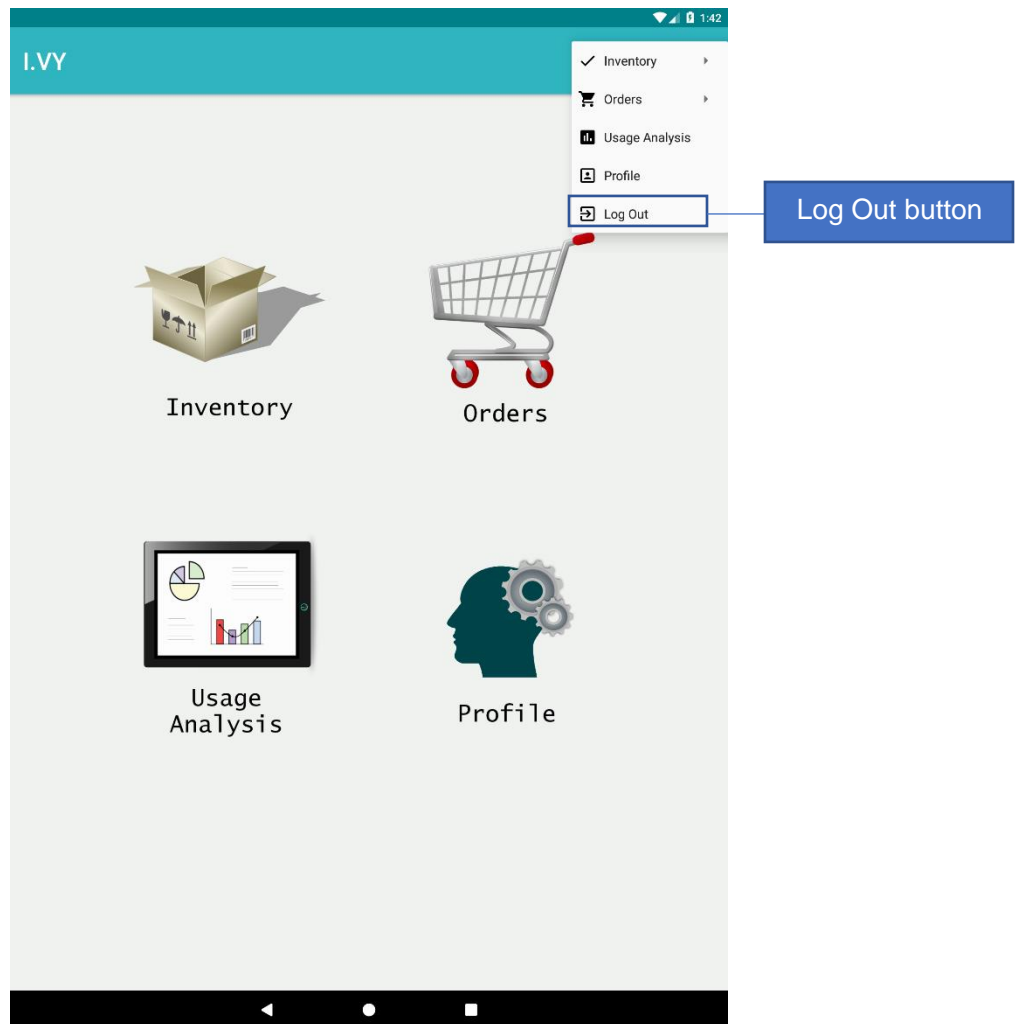 1:42
I.VY
Inventory
Orders
Usage Analysis
Profile
Log Out
Log Out button
Inventory
Orders
Usage
Analysis
Profile